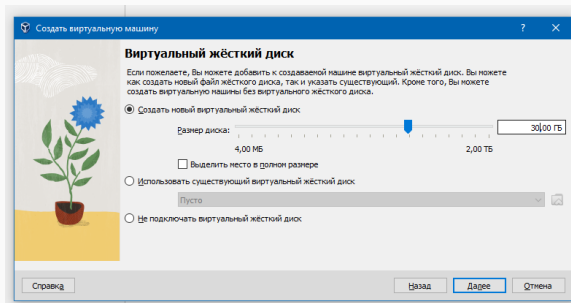 Создать виртуальную машину
Виртуальный жёсткий диск
Если пожелаете, Вы можете добавить к создаваемой машине виртуальный жёсткий диск. Вы можете
как создать новый файл жёсткого диска, так и указать существующий. Кроме того, Вы можете
создать виртуальную машины без виртуального жёсткого диска.
Создать новый виртуальный жёсткий диск
Размер диска:
30,00 ГБ
4,00 МБ 2,00 ТБ
Выделить место в полном размере
Использовать существующий виртуальный жёсткий диск
Пусто
Не подключать виртуальный жёсткий диск
Справка Назад Далее Отмена